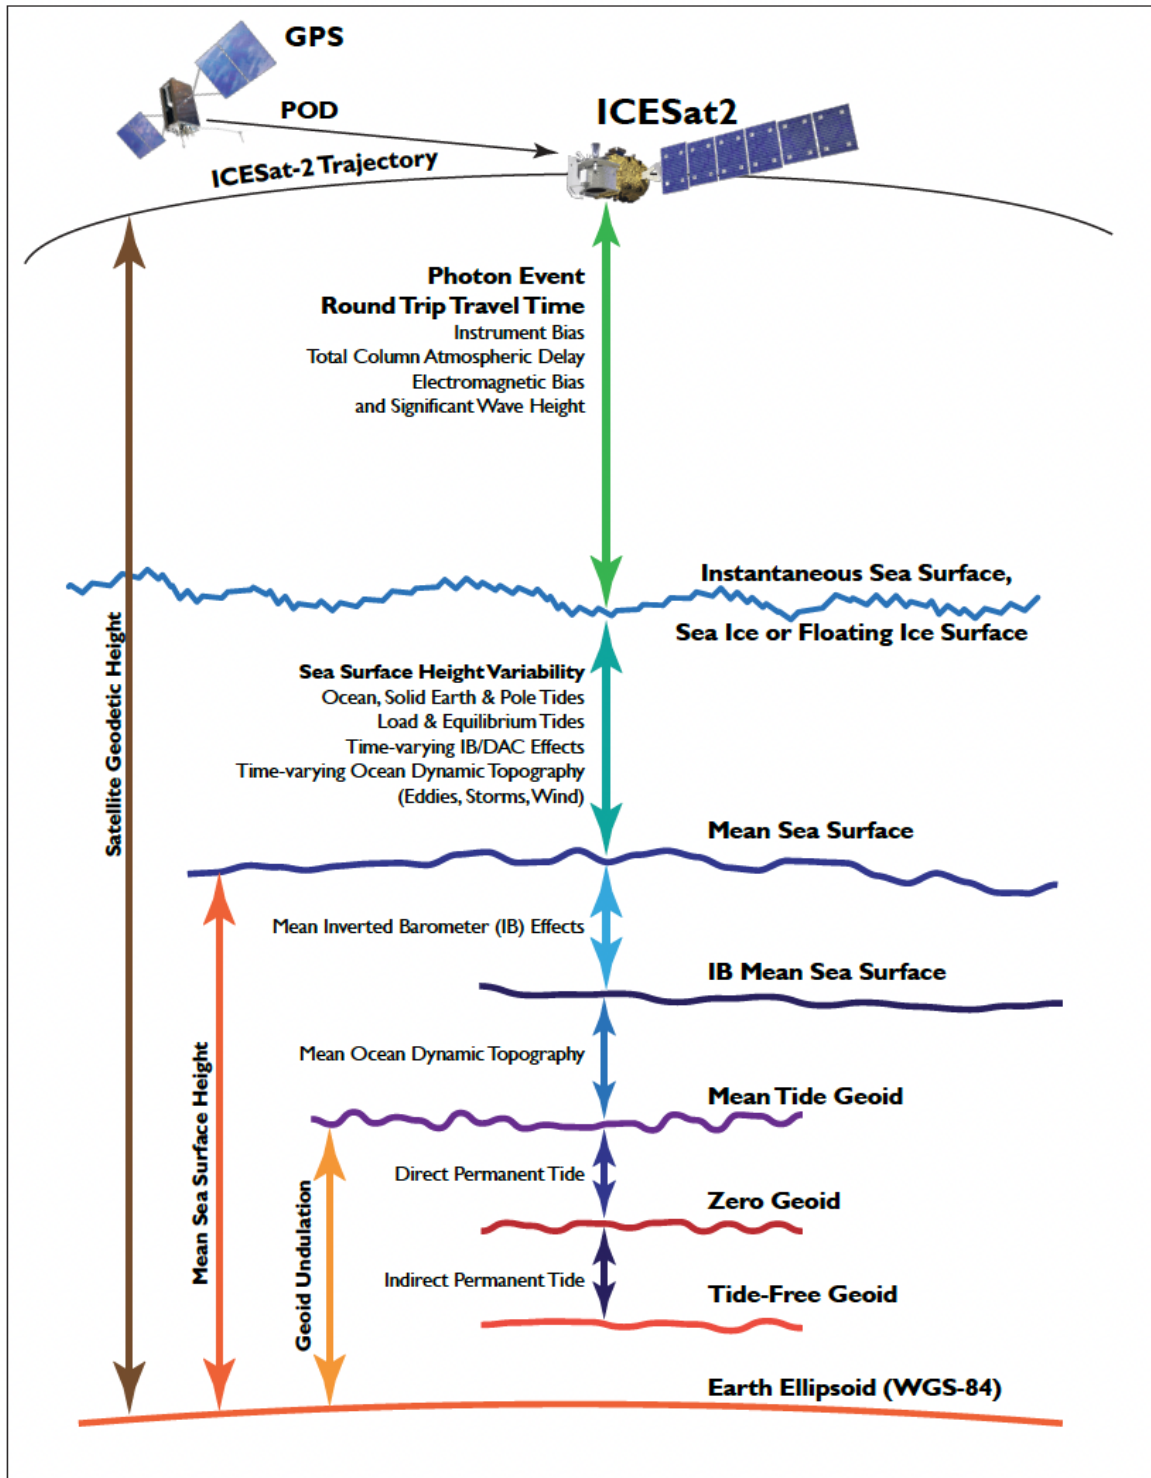 GPS
POD
ICESat2
ICESat-2 Trajectory
Photon Event
Round Trip Travel Time
Instrument Bias
Total Column Atmospheric Delay
Electromagnetic Bias
and Significant Wave Height
Instantaneous Sea Surface,
Sea Ice or Floating Ice Surface
Satellite Geodetic Height
Sea Surface Height Variability
Ocean, Solid Earth & Pole Tides
Load & Equilibrium Tides
Time-varying IB/DAC Effects
Time-varying Ocean Dynamic Topography
(Eddies, Storms, Wind)
Mean Sea Surface
Mean Inverted Barometer (IB) Effects
IB Mean Sea Surface
Mean Sea Surface Height
Mean Ocean Dynamic Topography
Mean Tide Geoid
Geoid Undulation
Direct Permanent Tide
Zero Geoid
Indirect Permanent Tide
Tide-Free Geoid
Earth Ellipsoid (WGS-84)